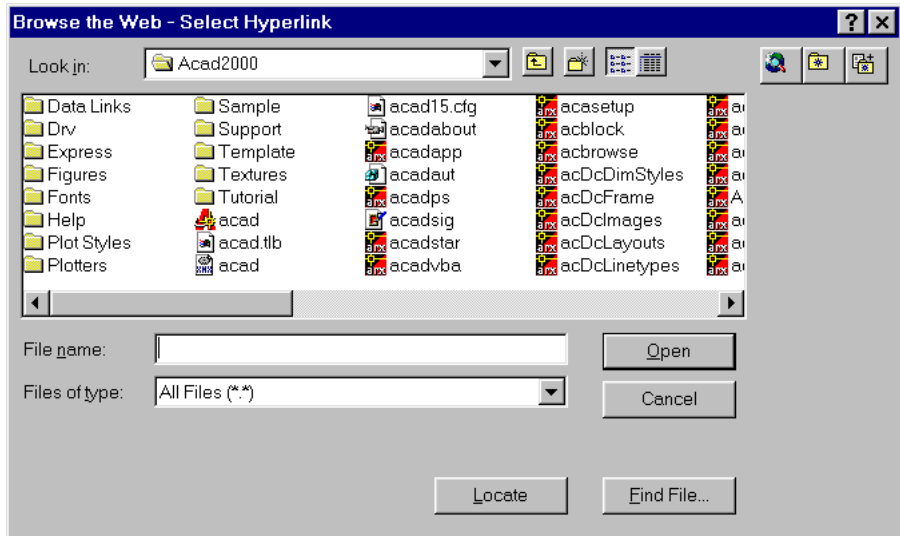 Browse the Web - Select Hyperlink
Look in: Acad2000
Data Links Sample acad15.cfg acasetup
Drv Support acadabout acblock
Express Template acadapp acbrowse
Figures Textures acadaut acDcDimStyles
Fonts Tutorial acadps acDcFrame A
Help acad acadsig acDcImages
Plot Styles acad.tlb acadstar acDcLayouts
Plotters acad acadvba acDcLinetypes
File name: Open
Files of type: All Files (*.*)
Cancel
Locate Find File...